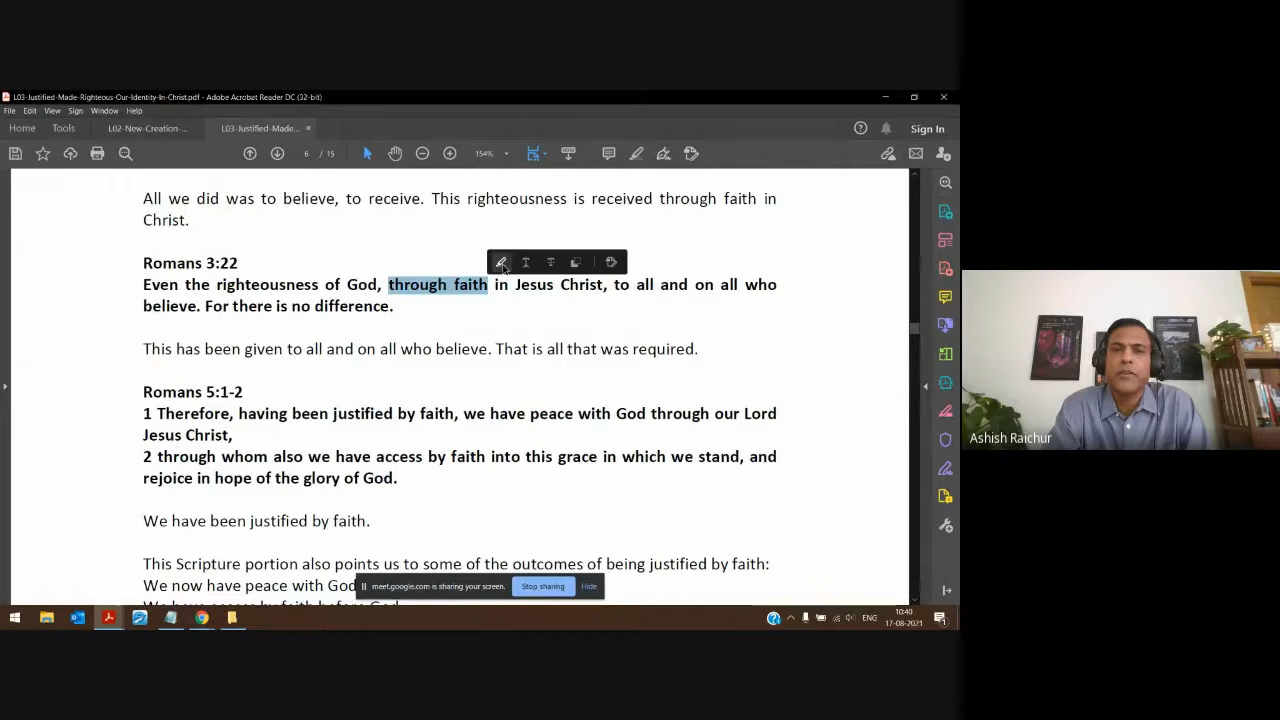 L03-Justified-Made-Righteous-Our-Identity-In-Christ.pdf - Adobe Acrobat Reader DC (32-bit)
File Edit View Sign Window Help
Home Tools L02-New-Creation-... L03-Justified-Made... × Sign In
6 / 15 154%
All we did was to believe, to receive. This righteousness is received through faith in
Christ.
Romans 3:22
Even the righteousness of God, through faith in Jesus Christ, to all and on all who
believe. For there is no difference.
This has been given to all and on all who believe. That is all that was required.
Romans 5:1-2
1 Therefore, having been justified by faith, we have peace with God through our Lord
Jesus Christ,
2 through whom also we have access by faith into this grace in which we stand, and
rejoice in hope of the glory of God.
We have been justified by faith.
This Scripture portion also points us to some of the outcomes of being justified by faith:
We now have peace with God
meet.google.com is sharing your screen. Stop sharing Hide
We have access by faith before God
ENG 10:40
17-08-2021
Ashish Raichur